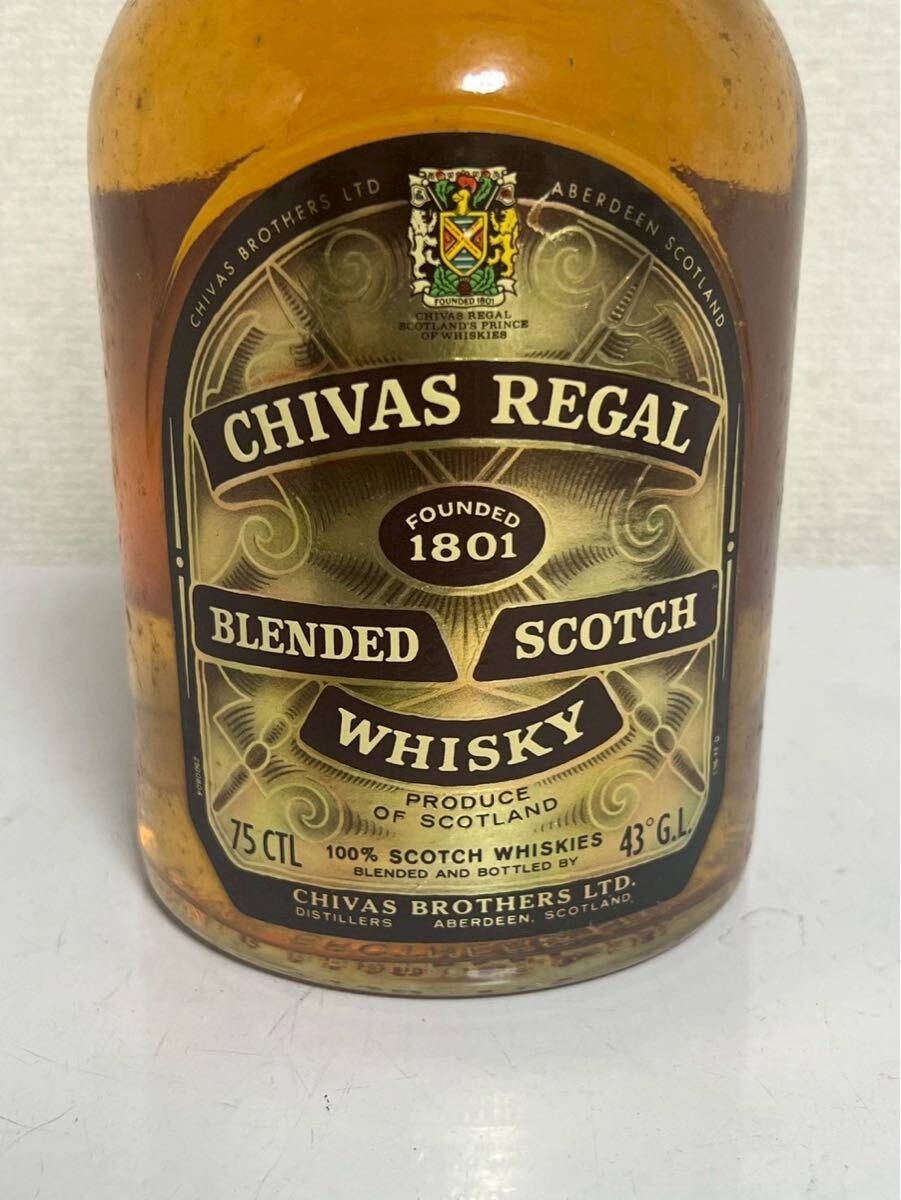 CHIVAS BROTHERS LTD
ABERDEEN SCOTLAND
FOUNDED 1801
CHIVAS REGAL
SCOTLAND'S PRINCE
OF WHISKIES
CHIVAS REGAL
FOUNDED
1801
BLENDED SCOTCH
WHISKY
PRODUCE
OF SCOTLAND
75 CTL
100% SCOTCH WHISKIES
43° G.L.
BLENDED AND BOTTLED BY
CHIVAS BROTHERS LTD.
DISTILLERS ABERDEEN, SCOTLAND,